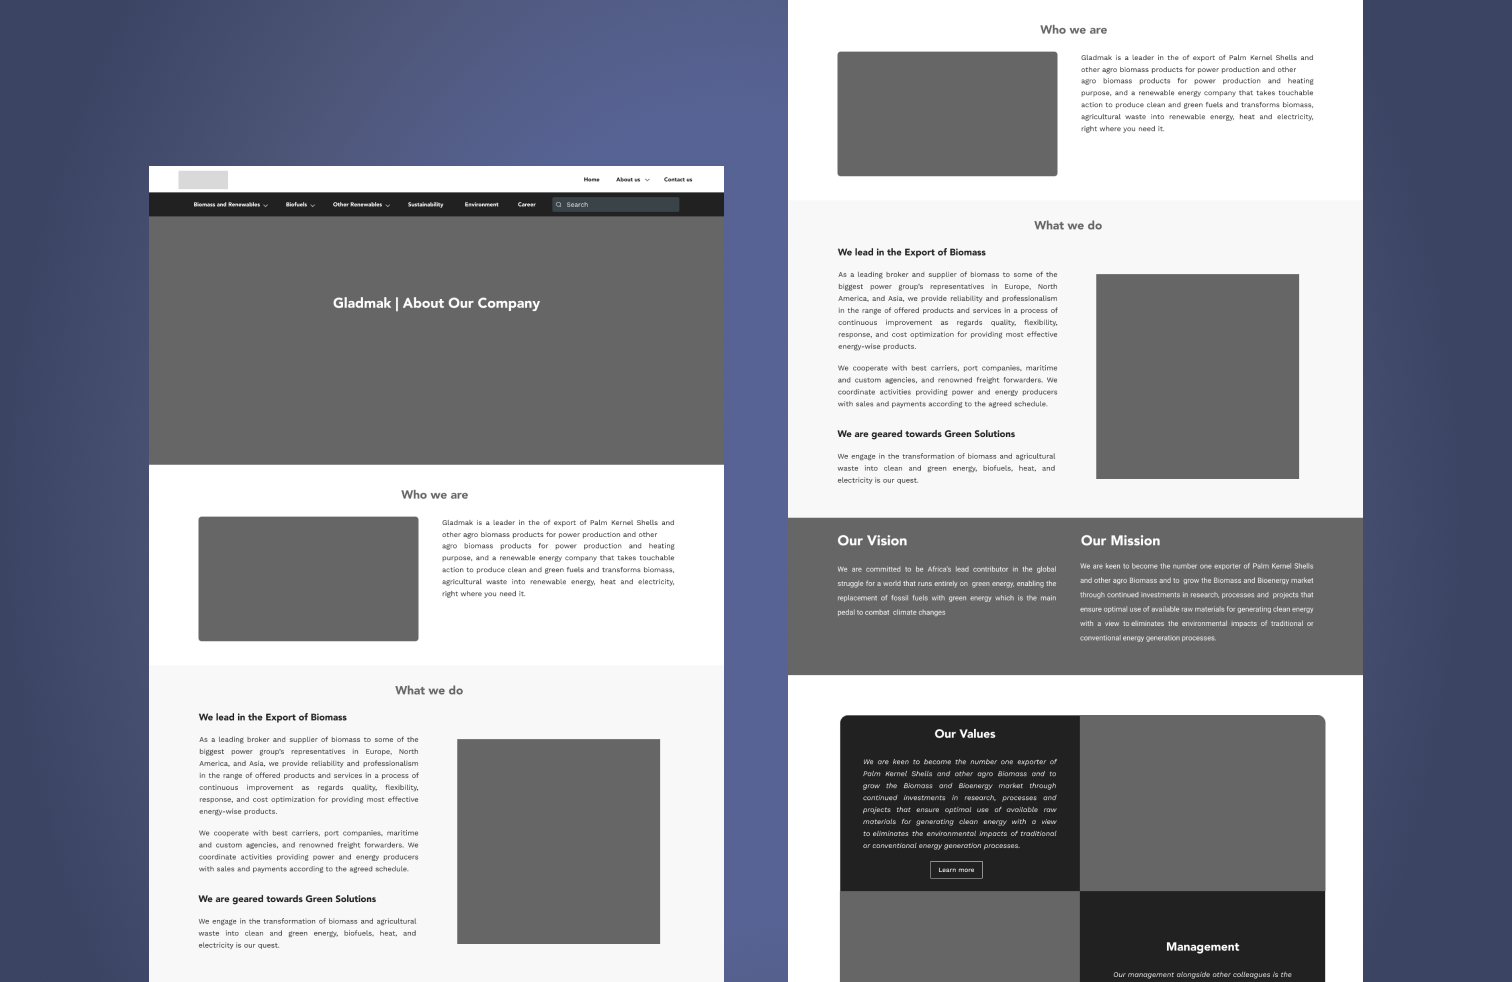 Home About us Contact us
Biomass and Renewables Biofuels Other Renewables Sustainability Environment Career Search
Gladmak | About Our Company
Who we are
Gladmak is a leader in the of export of Palm Kernel Shells and
other agro biomass products for power production and other
agro biomass products for power production and heating
purpose, and a renewable energy company that takes touchable
action to produce clean and green fuels and transforms biomass,
agricultural waste into renewable energy, heat and electricity,
right where you need it.
What we do
We lead in the Export of Biomass
As a leading broker and supplier of biomass to some of the
biggest power group's representatives in Europe, North
America, and Asia, we provide reliability and professionalism
in the range of offered products and services in a process of
continuous improvement as regards quality, flexibility,
response, and cost optimization for providing most effective
energy-wise products.
We cooperate with best carriers, port companies, maritime
and custom agencies, and renowned freight forwarders. We
coordinate activities providing power and energy producers
with sales and payments according to the agreed schedule.
We are geared towards Green Solutions
We engage in the transformation of biomass and agricultural
waste into clean and green energy, biofuels, heat, and
electricity is our quest.
Who we are
Gladmak is a leader in the of export of Palm Kernel Shells and
other agro biomass products for power production and other
agro biomass products for power production and heating
purpose, and a renewable energy company that takes touchable
action to produce clean and green fuels and transforms biomass,
agricultural waste into renewable energy, heat and electricity,
right where you need it.
What we do
We lead in the Export of Biomass
As a leading broker and supplier of biomass to some of the
biggest power group's representatives in Europe, North
America, and Asia, we provide reliability and professionalism
in the range of offered products and services in a process of
continuous improvement as regards quality, flexibility,
response, and cost optimization for providing most effective
energy-wise products.
We cooperate with best carriers, port companies, maritime
and custom agencies, and renowned freight forwarders. We
coordinate activities providing power and energy producers
with sales and payments according to the agreed schedule.
We are geared towards Green Solutions
We engage in the transformation of biomass and agricultural
waste into clean and green energy, biofuels, heat, and
electricity is our quest.
Our Vision
We are committed to be Africa's lead contributor in the global
struggle for a world that runs entirely on green energy, enabling the
replacement of fossil fuels with green energy which is the main
pedal to combat climate changes
Our Mission
We are keen to become the number one exporter of Palm Kernel Shells
and other agro Biomass and to grow the Biomass and Bioenergy market
through continued investments in research, processes and projects that
ensure optimal use of available raw materials for generating clean energy
with a view to eliminates the environmental impacts of traditional or
conventional energy generation processes.
Our Values
We are keen to become the number one exporter of
Palm Kernel Shells and other agro Biomass and to
grow the Biomass and Bioenergy market through
continued investments in research, processes and
projects that ensure optimal use of available raw
materials for generating clean energy with a view
to eliminates the environmental impacts of traditional
or conventional energy generation processes.
Learn more
Management
Our management alongside other colleagues is the